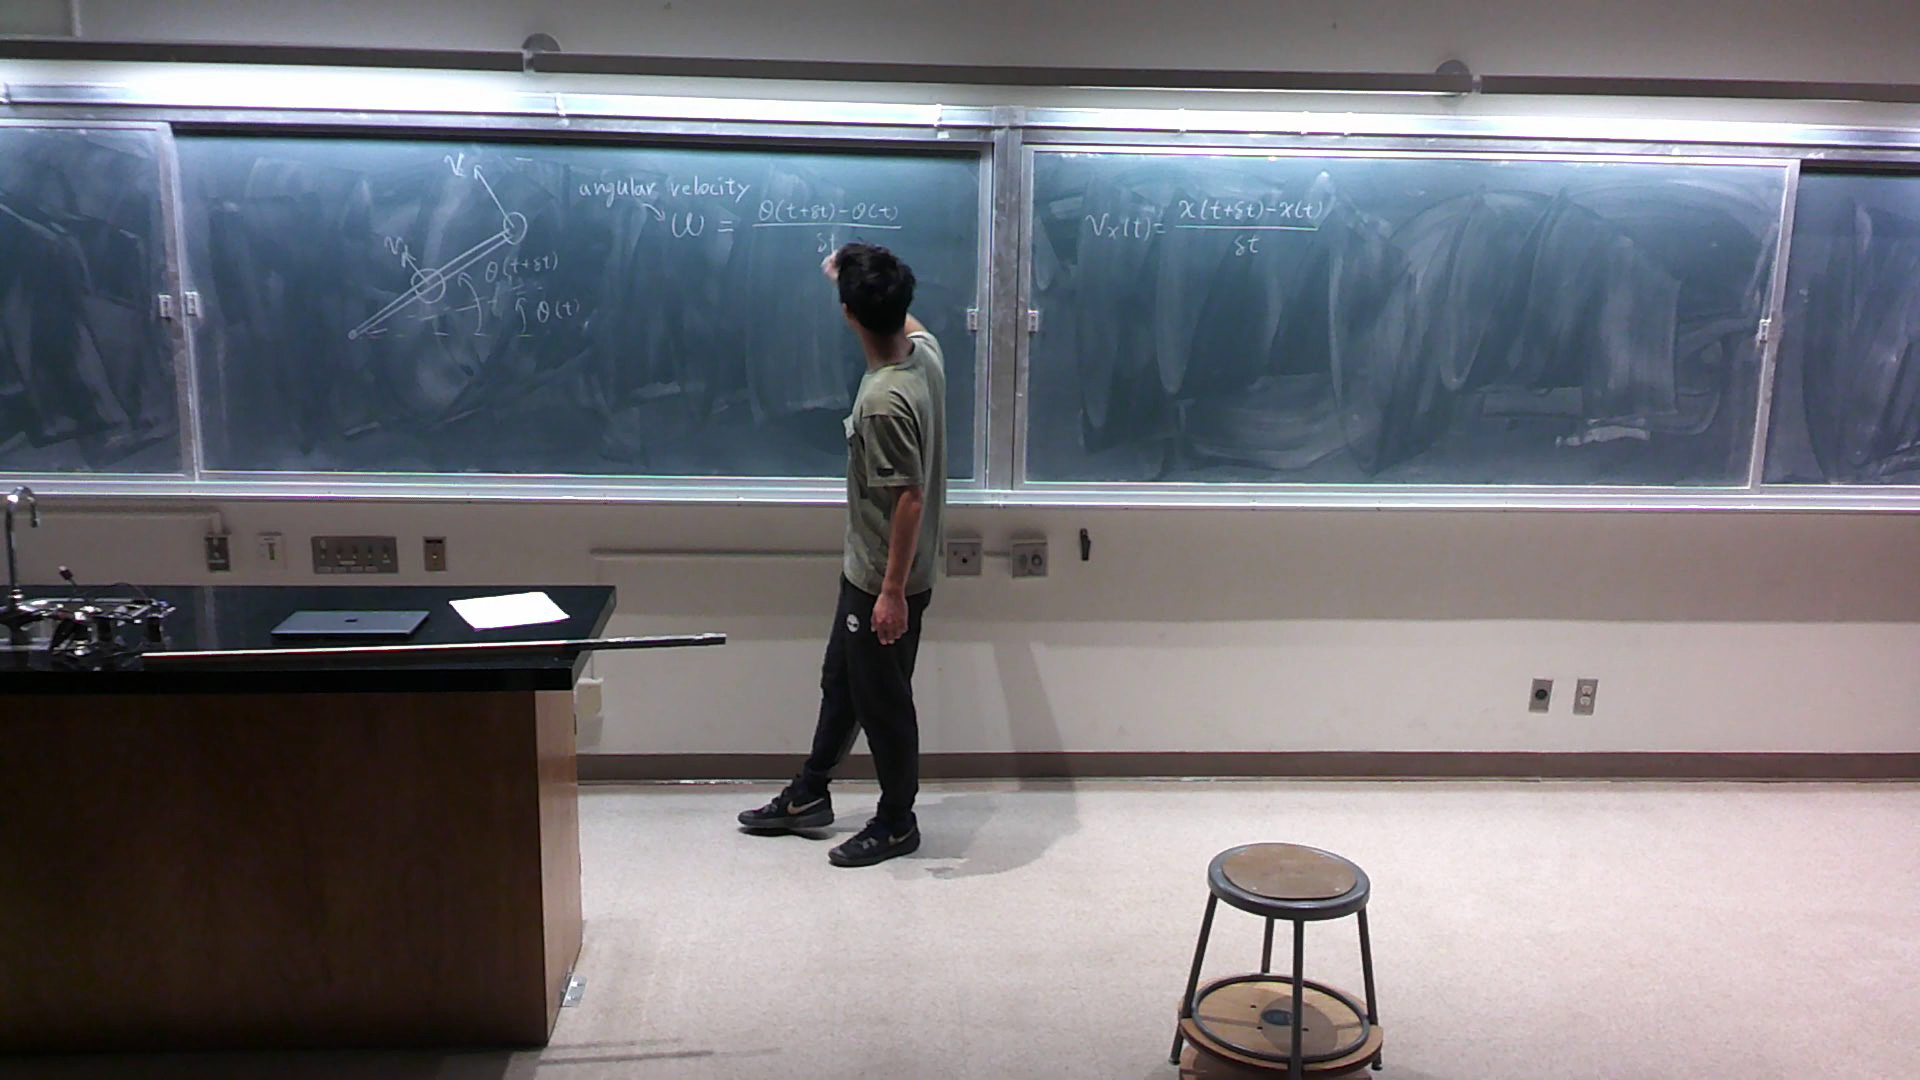 v
v
θ(t+δt)
θ(t)
angular velocity
ω = θ(t+δt)-θ(t)
δt
Vx(t)= x(t+δt)-x(t)
δt